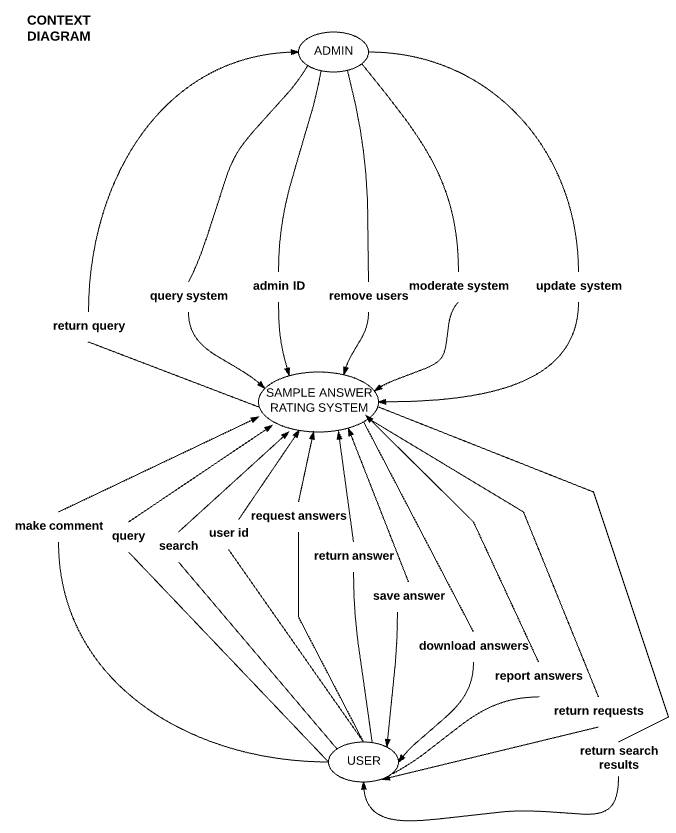 CONTEXT
DIAGRAM
ADMIN
query system
admin ID
remove users
moderate system
update system
return query
SAMPLE ANSWER
RATING SYSTEM
make comment
query
search
user id
request answers
return answer
save answer
download answers
report answers
return requests
return search
results
USER